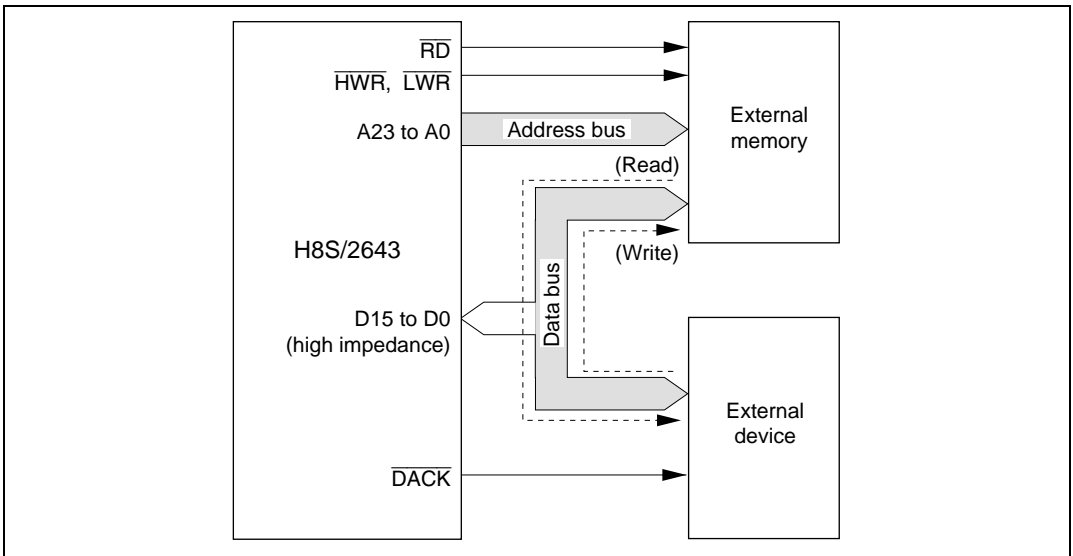 RD
HWR, LWR
A23 to A0
Address bus
External
memory
(Read)
(Write)
H8S/2643
Data bus
D15 to D0
(high impedance)
External
device
DACK